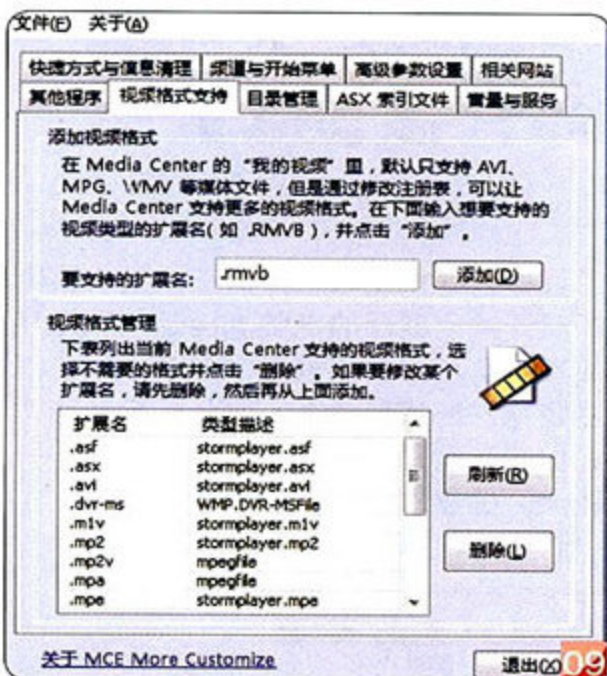 文件(F) 关于(A)
快捷方式与信息清理 频道与开始菜单 高级参数设置 相关网站
其他程序 视频格式支持 目录管理 ASX 索引文件 音量与服务
添加视频格式
在 Media Center 的 "我的视频" 里，默认只支持 AVI、
MPG、WMV 等媒体文件，但是通过修改注册表，可以让
Media Center 支持更多的视频格式。在下面输入想要支持的
视频类型的扩展名( 如 .RMVB )，并点击 "添加" 。
要支持的扩展名: .rmvb 添加(D)
视频格式管理
下表列出当前 Media Center 支持的视频格式，选
择不需要的格式并点击 "删除" 。如果要修改某个
扩展名，请先删除，然后再从上面添加。
扩展名 类型描述
.asf stormplayer.asf
.asx stormplayer.asx
.avi stormplayer.avi
.dvr-ms WMP.DVR-MSFile
.m1v stormplayer.m1v
.mp2 stormplayer.mp2
.mp2v mpegfile
.mpa mpegfile
.mpe stormplayer.mpe
刷新(R)
删除(L)
关于 MCE More Customize
退出(X) 09